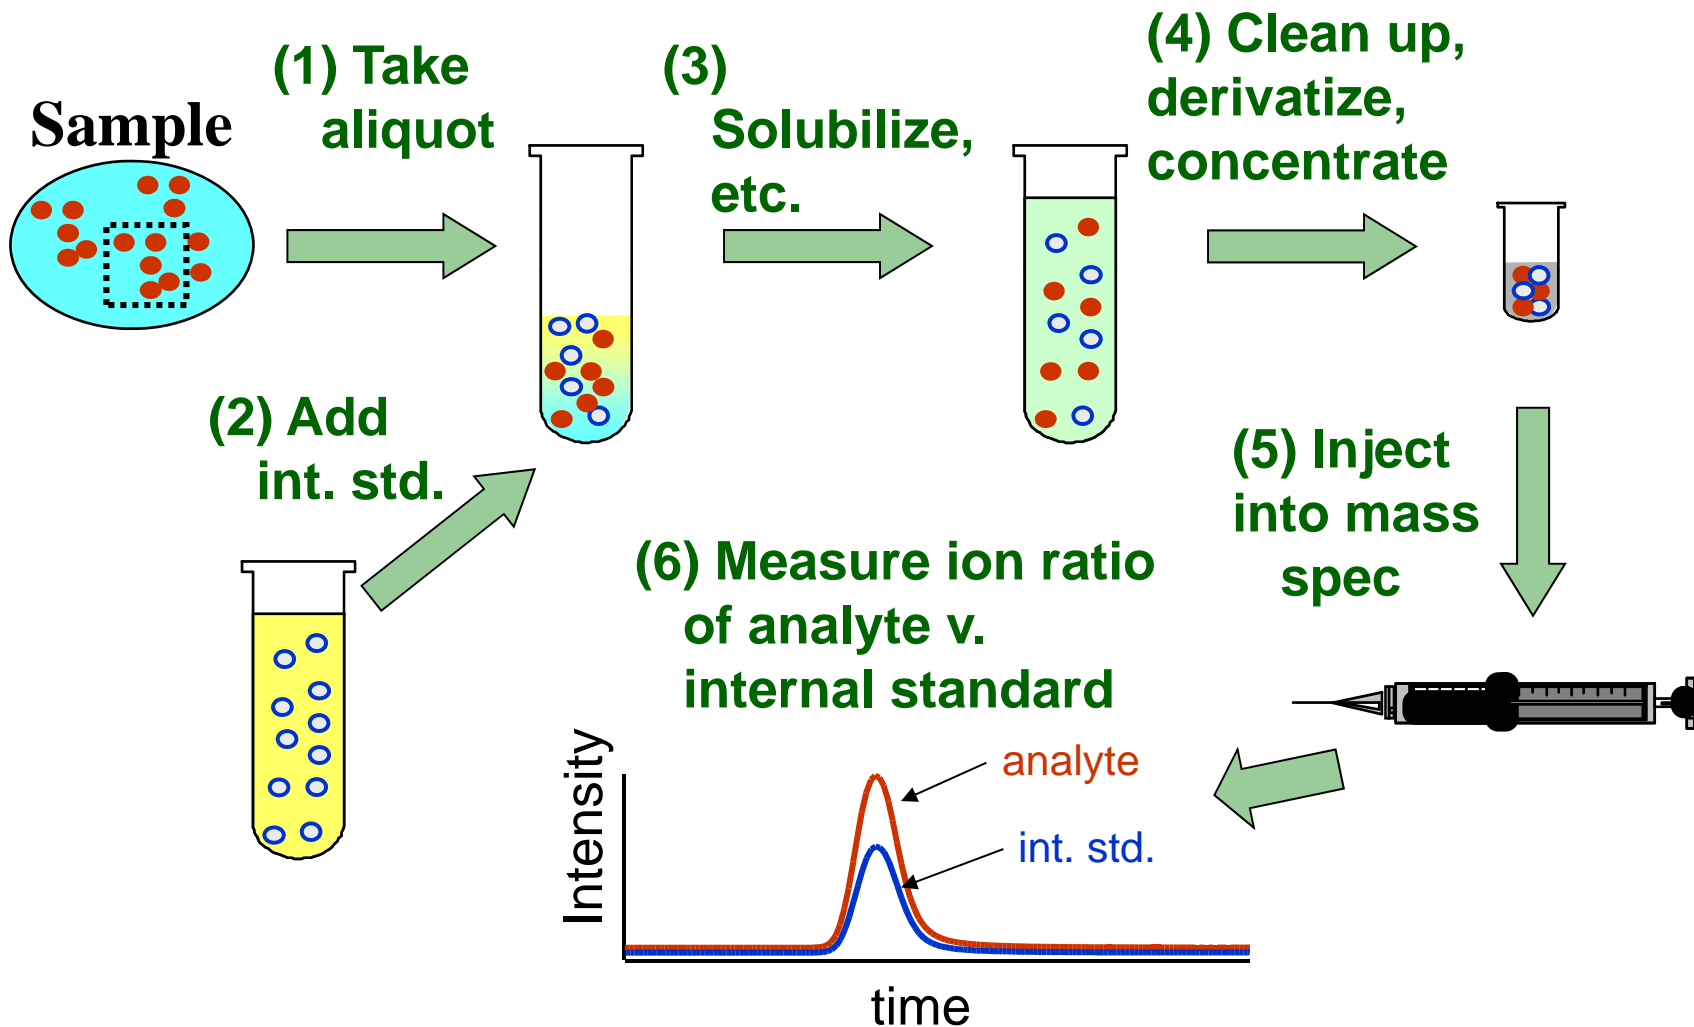 Sample
(1) Take
aliquot
(2) Add
int. std.
(3)
Solubilize,
etc.
(4) Clean up,
derivatize,
concentrate
(5) Inject
into mass
spec
(6) Measure ion ratio
of analyte v.
internal standard
Intensity
analyte
int. std.
time